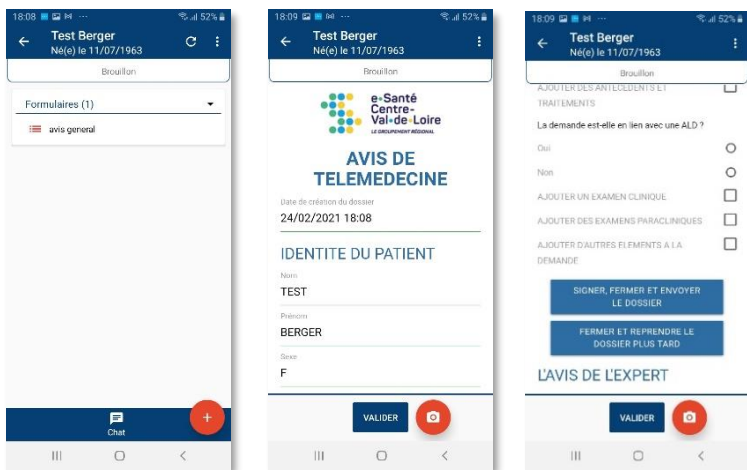 18:08 52%
Test Berger
Né(e) le 11/07/1963
Brouillon
Formulaires (1)
avis general
Chat
18:09 52%
Test Berger
Né(e) le 11/07/1963
Brouillon
e-Santé
Centre-
Val-de-Loire
LE GROUPEMENT RÉGIONAL
AVIS DE
TELEMEDECINE
Date de création du dossier
24/02/2021 18:08
IDENTITE DU PATIENT
Nom
TEST
Prénom
BERGER
Sexe
F
VALIDER
18:09 52%
Test Berger
Né(e) le 11/07/1963
Brouillon
AJOUTER DES ANTECEDENTS ET
TRAITEMENTS
La demande est-elle en lien avec une ALD ?
Oui
Non
AJOUTER UN EXAMEN CLINIQUE
AJOUTER DES EXAMENS PARACLINIQUES
AJOUTER D'AUTRES ELEMENTS A LA
DEMANDE
SIGNER, FERMER ET ENVOYER
LE DOSSIER
FERMER ET REPRENDRE LE
DOSSIER PLUS TARD
L'AVIS DE L'EXPERT
VALIDER